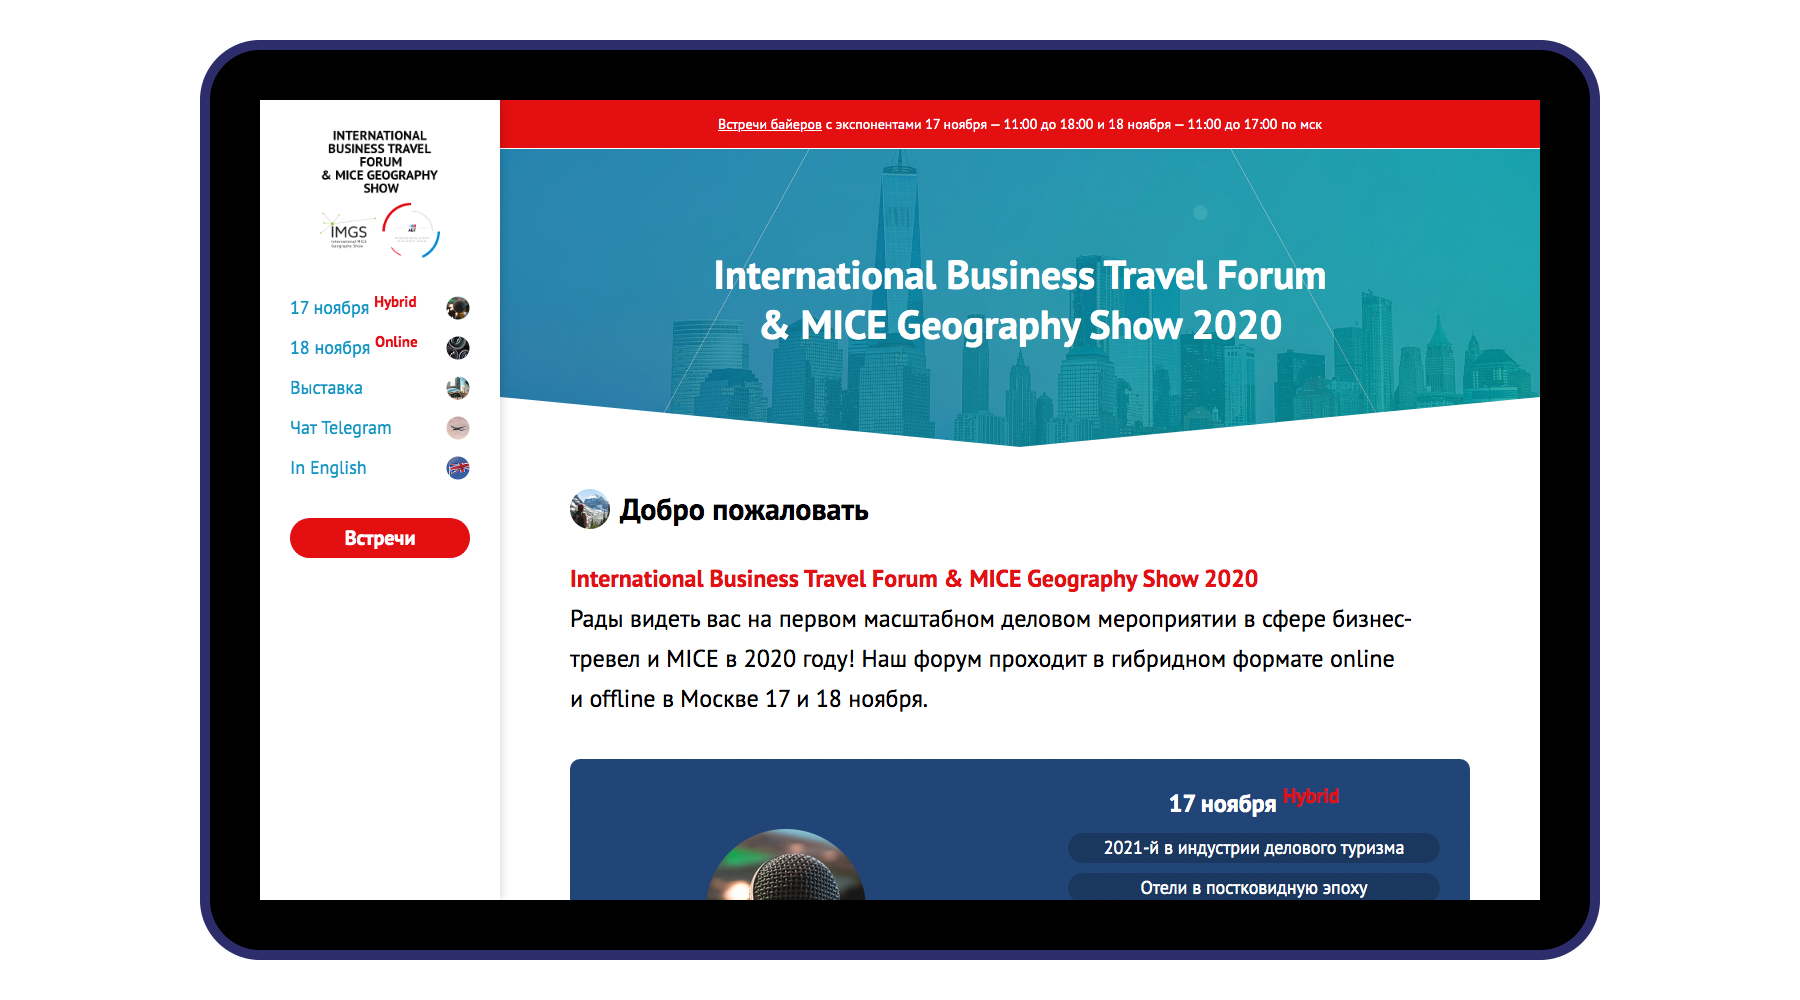 INTERNATIONAL
BUSINESS TRAVEL
FORUM
& MICE GEOGRAPHY
SHOW
IMGS
International MICE
Geography Show
17 ноября Hybrid
18 ноября Online
Выставка
Чат Telegram
In English
Встречи
Встречи байеров с экспонентами 17 ноября — 11:00 до 18:00 и 18 ноября — 11:00 до 17:00 по мск
International Business Travel Forum
& MICE Geography Show 2020
Добро пожаловать
International Business Travel Forum & MICE Geography Show 2020
Рады видеть вас на первом масштабном деловом мероприятии в сфере бизнес-
тревел и MICE в 2020 году! Наш форум проходит в гибридном формате online
и offline в Москве 17 и 18 ноября.
17 ноября Hybrid
2021-й в индустрии делового туризма
Отели в постковидную эпоху